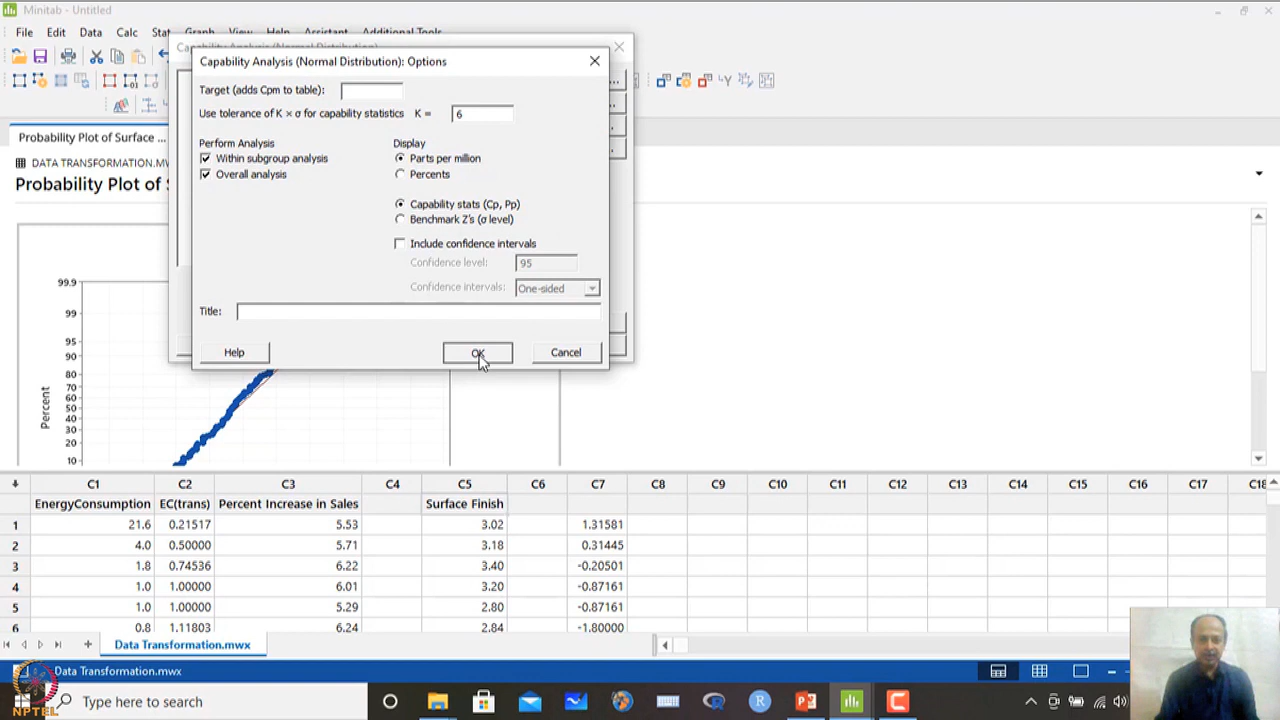 Minitab - Untitled
File Edit Data Calc Stat Graph View Help Assistant Additional Tools
Capability Analysis (Normal Distribution)
Capability Analysis (Normal Distribution): Options
Target (adds Cpm to table):
Use tolerance of K × σ for capability statistics K = 6
Perform Analysis Display
Within subgroup analysis Parts per million
Overall analysis Percents
Capability stats (Cp, Pp)
Benchmark Z's (σ level)
Include confidence intervals
Confidence level: 95
Confidence intervals: One-sided
Title:
Help OK Cancel
Probability Plot of Surface ...
DATA TRANSFORMATION.MW
Probability Plot of
99.9
99
95
90
80
70
60
50
40
30
20
10
Percent
C1 C2 C3 C4 C5 C6 C7 C8 C9 C10 C11 C12 C13 C14 C15 C16 C17 C18
EnergyConsumption EC(trans) Percent Increase in Sales Surface Finish
1 21.6 0.21517 5.53 3.02 1.31581
2 4.0 0.50000 5.71 3.18 0.31445
3 1.8 0.74536 6.22 3.40 -0.20501
4 1.0 1.00000 6.01 3.20 -0.87161
5 1.0 1.00000 5.29 2.80 -0.87161
6 0.8 1.11803 6.24 2.84 -1.80000
Data Transformation.mwx
Data Transformation.mwx
Type here to search
NPTEL